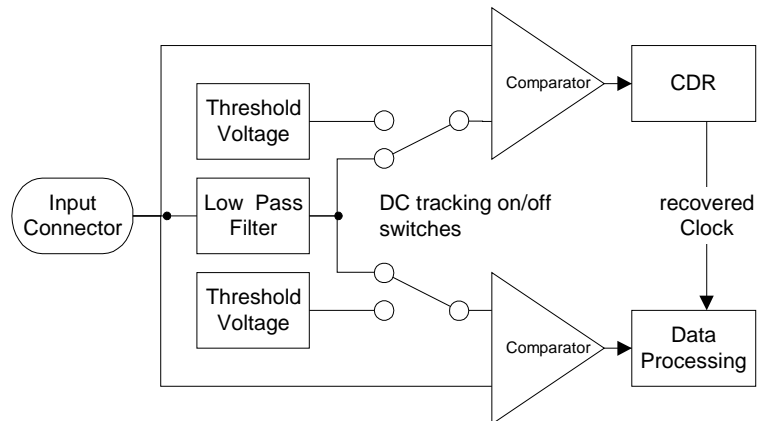 Comparator
CDR
Threshold
Voltage
Input
Connector
Low Pass
Filter
DC tracking on/off
switches
recovered
Clock
Threshold
Voltage
Comparator
Data
Processing